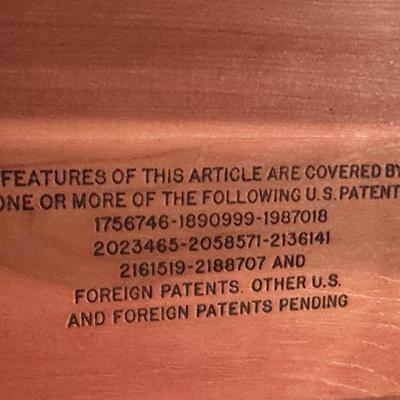 FEATURES OF THIS ARTICLE ARE COVERED BY
ONE OR MORE OF THE FOLLOWING U.S. PATENT
1756746-1890999-1987018
2023465-2058571-2136141
2161519-2188707 AND
FOREIGN PATENTS. OTHER U.S.
AND FOREIGN PATENTS PENDING